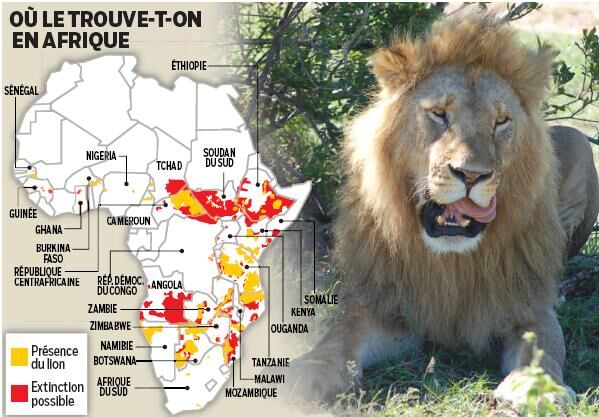 OÙ LE TROUVE-T-ON
EN AFRIQUE
ÉTHIOPIE
SÉNÉGAL
NIGERIA
TCHAD
SOUDAN
DU SUD
GUINÉE
GHANA
CAMEROUN
BURKINA
FASO
RÉPUBLIQUE
CENTRAFRICAINE
RÉP. DÉMOC.
DU CONGO
ANGOLA
SOMALIE
ZAMBIE
KENYA
ZIMBABWE
OUGANDA
NAMIBIE
BOTSWANA
TANZANIE
MALAWI
AFRIQUE
DU SUD
MOZAMBIQUE
Présence
du lion
Extinction
possible